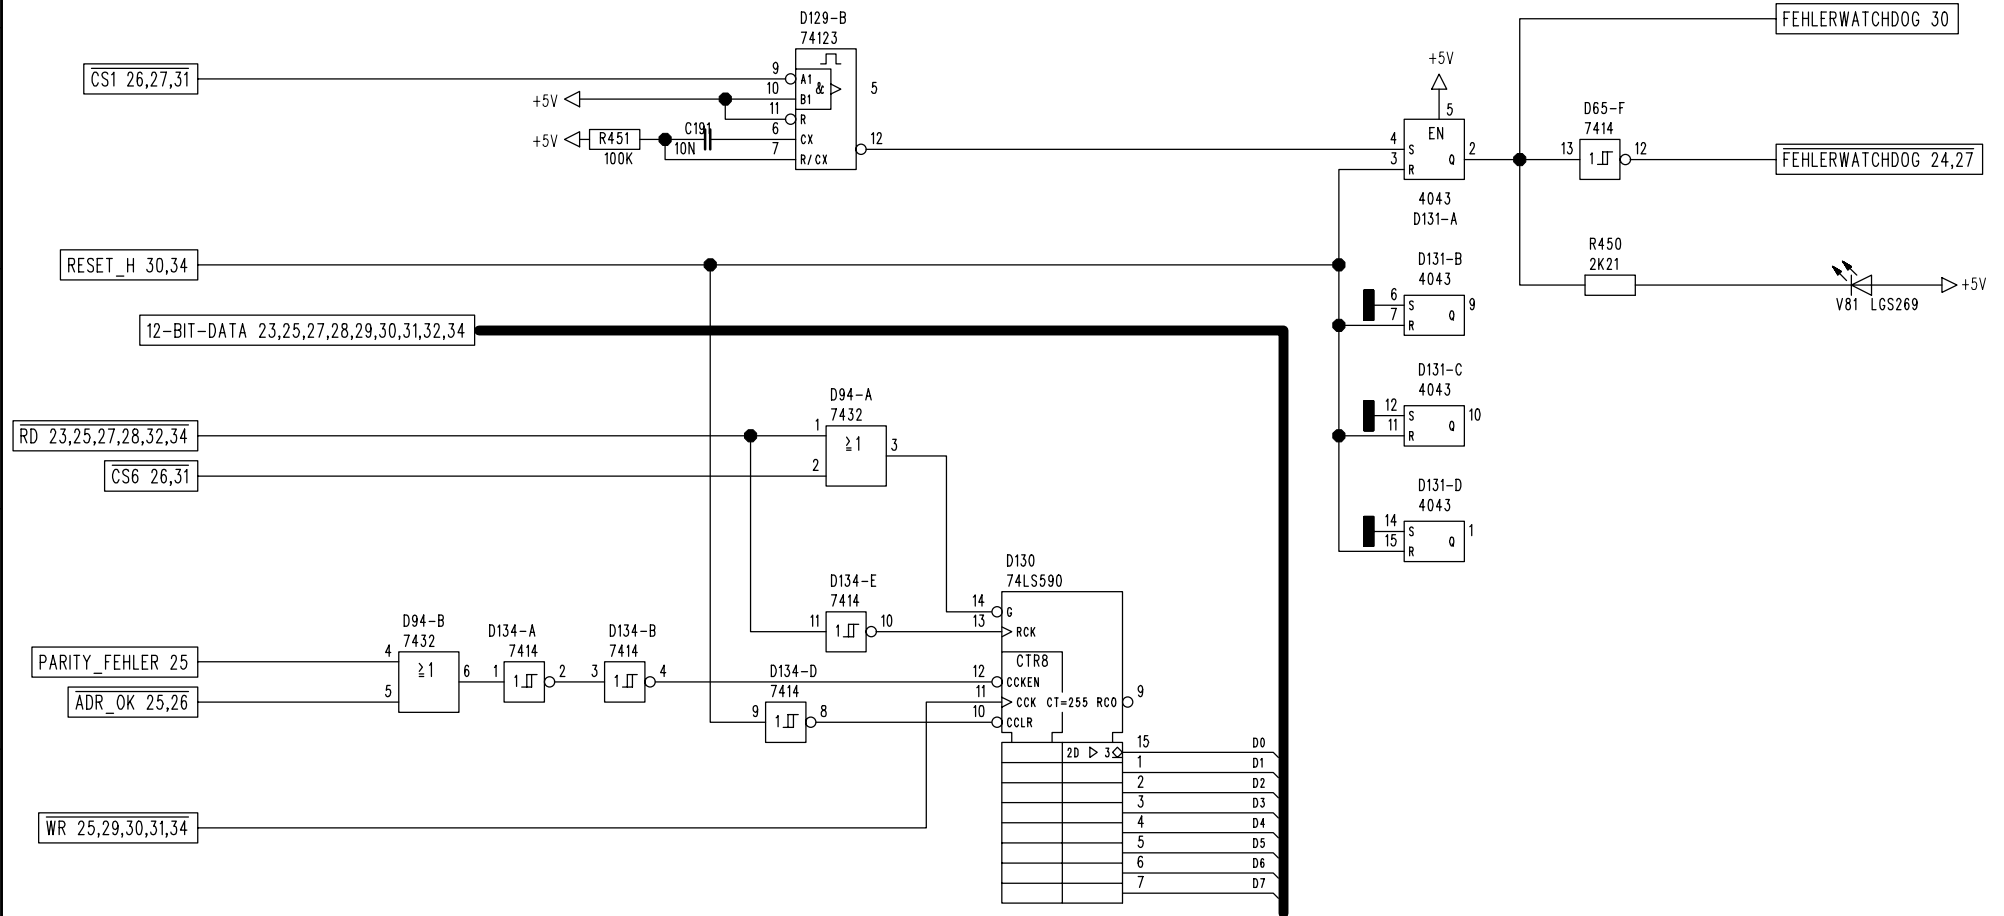 D129-B
74123
CS1 26,27,31
9
A1
&
5
+5V
10
B1
11
R
+5V
R451
100K
C191
10N
6
CX
7
R/CX
12
+5V
5
EN
4
S
3
R
Q
2
4043
D131-A
FEHLERWATCHDOG 30
D65-F
7414
13
1
12
FEHLERWATCHDOG 24,27
R450
2K21
V81 LGS269
+5V
RESET_H 30,34
D131-B
4043
6
S
7
R
Q
9
12-BIT-DATA 23,25,27,28,29,30,31,32,34
D131-C
4043
12
S
11
R
Q
10
D131-D
4043
14
S
15
R
Q
1
D94-A
7432
RD 23,25,27,28,32,34
1
≥1
3
CS6 26,31
2
D134-E
7414
11
1
10
D130
74LS590
14
G
13
RCK
CTR8
12
CCKEN
11
CCK
CT=255
RCO
9
10
CCLR
D94-B
7432
PARITY_FEHLER 25
4
≥1
6
ADR_OK 25,26
5
D134-A
7414
1
1
2
D134-B
7414
3
1
4
D134-D
7414
9
1
8
WR 25,29,30,31,34
2D
3
15
D0
1
D1
2
D2
3
D3
4
D4
5
D5
6
D6
7
D7